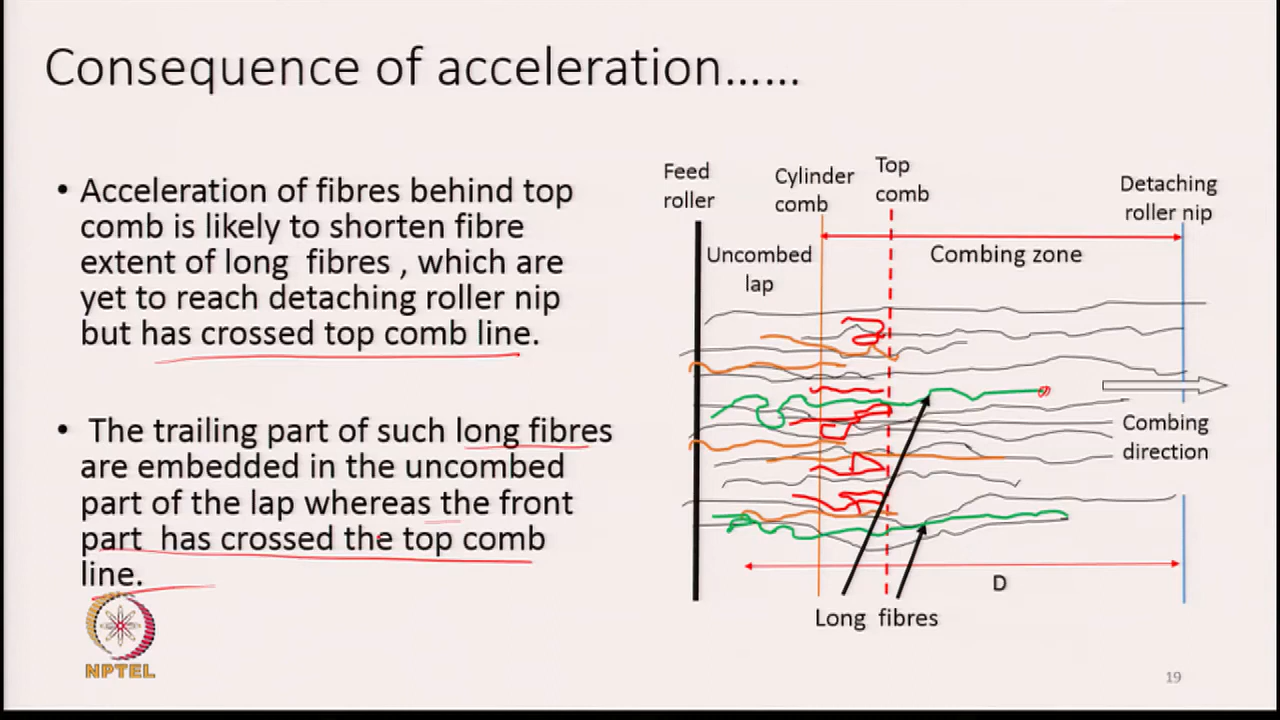 Consequence of acceleration……
• Acceleration of fibres behind top
comb is likely to shorten fibre
extent of long fibres , which are
yet to reach detaching roller nip
but has crossed top comb line.
• The trailing part of such long fibres
are embedded in the uncombed
part of the lap whereas the front
part has crossed the top comb
line.
Feed
roller
Cylinder
comb
Top
comb
Detaching
roller nip
Uncombed
lap
Combing zone
Combing
direction
D
Long fibres
NPTEL
19